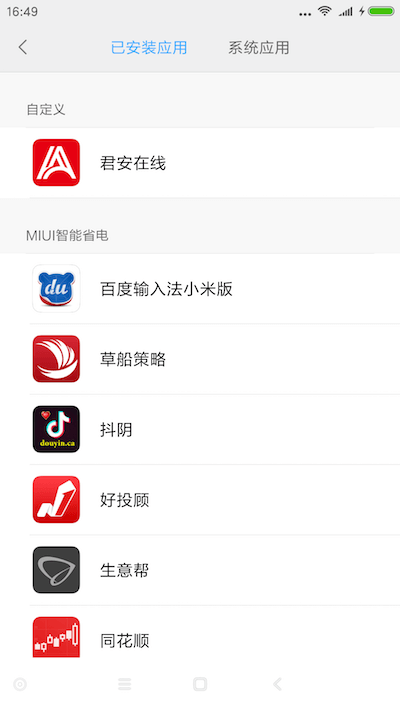 16:49
已安装应用
系统应用
自定义
君安在线
MIUI智能省电
du
百度输入法小米版
草船策略
douyin.ca
抖阴
好投顾
生意帮
同花顺